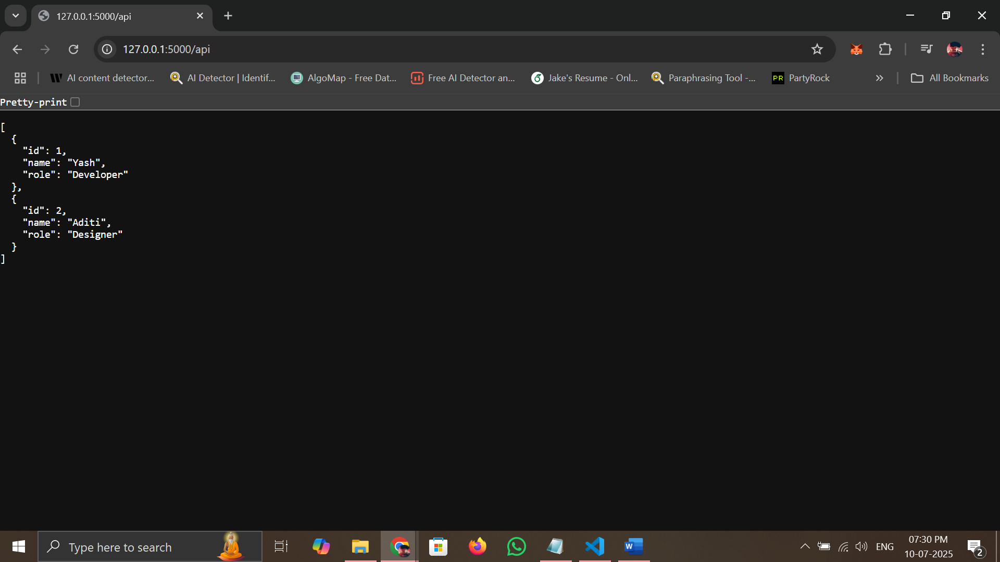 127.0.0.1:5000/api
127.0.0.1:5000/api
AI content detector...
AI Detector | Identif...
AlgoMap - Free Dat...
Free AI Detector an...
Jake's Resume - Onl...
Paraphrasing Tool -...
PR
PartyRock
All Bookmarks
Pretty-print
[
  {
    "id": 1,
    "name": "Yash",
    "role": "Developer"
  },
  {
    "id": 2,
    "name": "Aditi",
    "role": "Designer"
  }
]
Type here to search
W
ENG
07:30 PM
10-07-2025
2